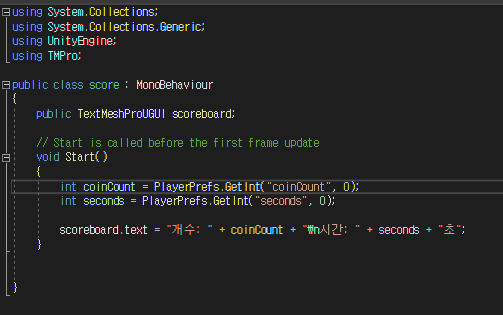 using System.Collections;
using System.Collections.Generic;
using UnityEngine;
using TMPro;
public class score : MonoBehaviour
{
public TextMeshProUGUI scoreboard;
// Start is called before the first frame update
void Start()
{
int coinCount = PlayerPrefs.GetInt("coinCount", 0);
int seconds = PlayerPrefs.GetInt("seconds", 0);
scoreboard.text = "개수: " + coinCount + "₩n시간: " + seconds + "초";
}
}